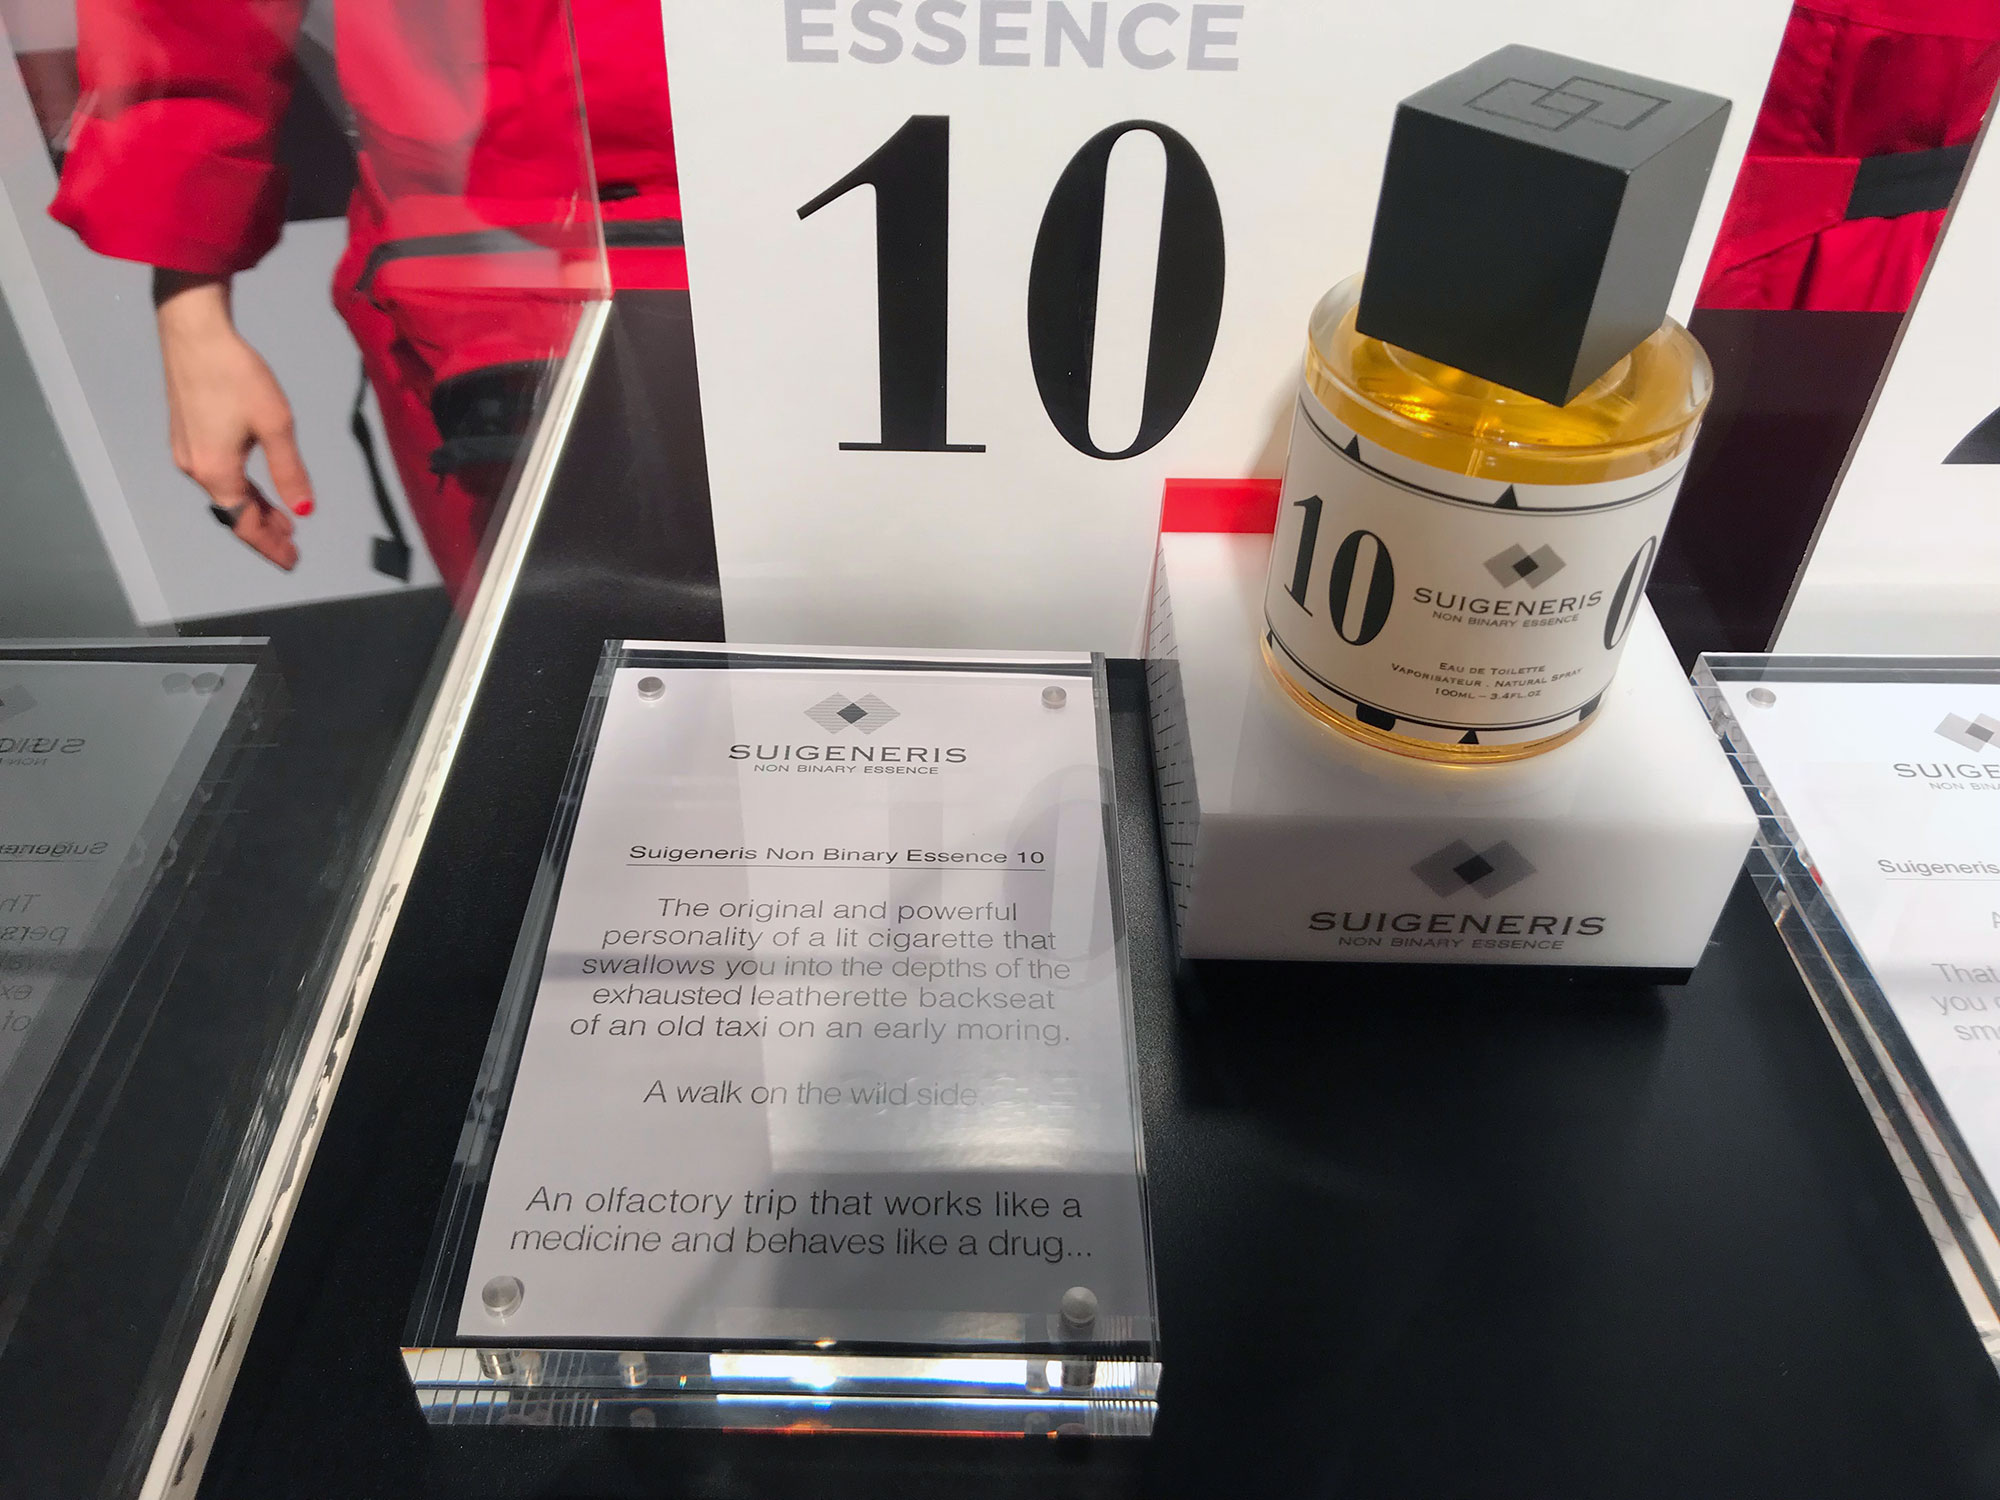 ESSENCE
10
10
SUIGENERIS
NON BINARY ESSENCE
0
EAU DE TOILETTE
VAPORISATEUR . NATURAL SPRAY
100ML – 3.4FL.OZ
SUIGENERIS
NON BINARY ESSENCE
SUIGENERIS
NON BINARY ESSENCE
Suigeneris Non Binary Essence 10
The original and powerful
personality of a lit cigarette that
swallows you into the depths of the
exhausted leatherette backseat
of an old taxi on an early moring.
A walk on the wild side.
An olfactory trip that works like a
medicine and behaves like a drug...
Suigeneris
That
you